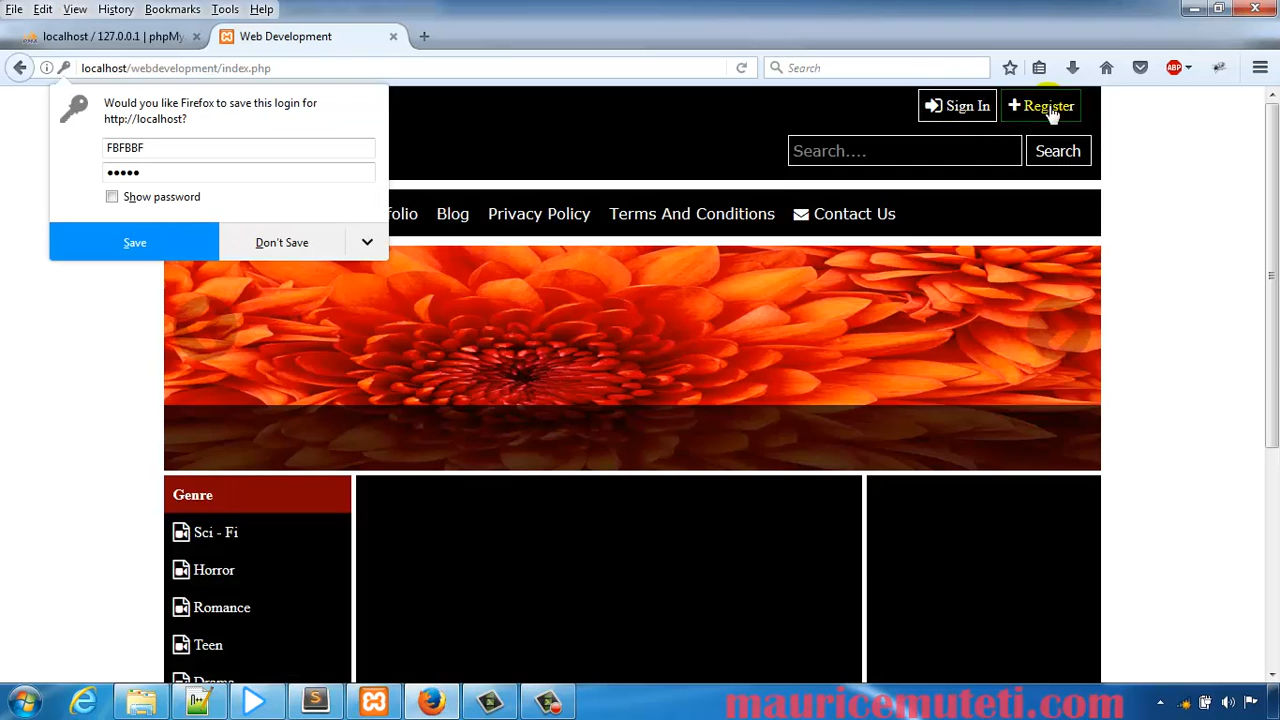 File Edit View History Bookmarks Tools Help
localhost / 127.0.0.1 | phpMy
Web Development
localhost/webdevelopment/index.php
Search
ABP
Would you like Firefox to save this login for
http://localhost?
FBFBBF
•••••
Show password
Save
Don't Save
Sign In
Register
Search....
Search
folio
Blog
Privacy Policy
Terms And Conditions
Contact Us
Genre
Sci - Fi
Horror
Romance
Teen
Drama
mauricemuteti.com